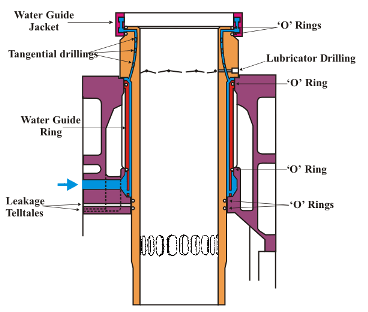 Water Guide
Jacket
Tangential drillings
Water Guide
Ring
Leakage
Telltales
‘O’ Rings
Lubricator Drilling
‘O’ Ring
‘O’ Ring
‘O’ Rings